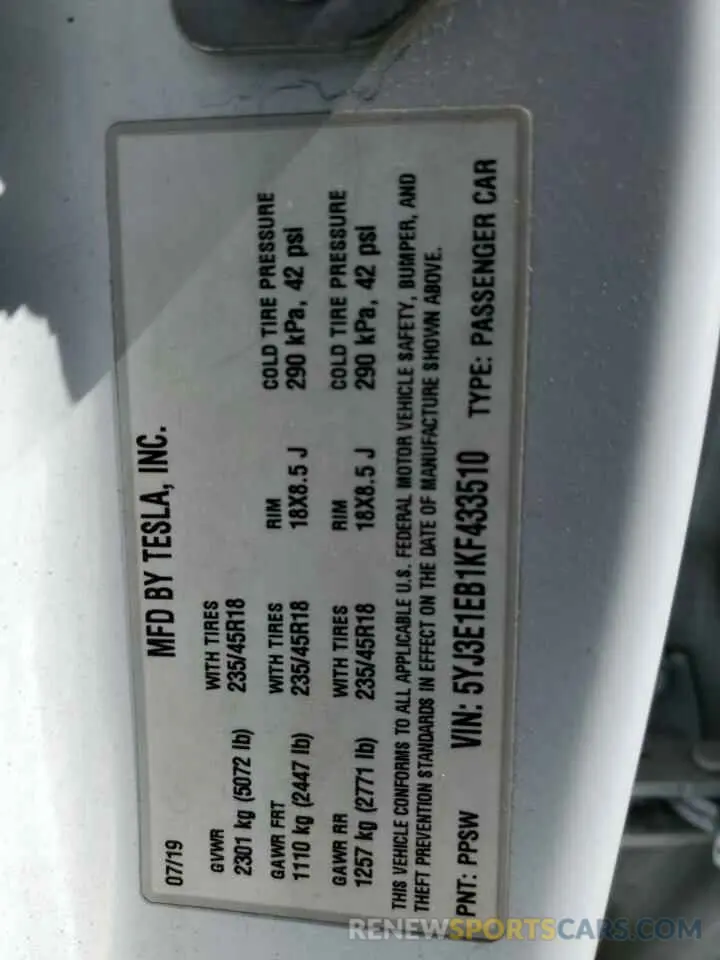 MFD BY TESLA, INC.
07/19
GVWR WITH TIRES
2301 kg (5072 lb) 235/45R18
GAWR FRT WITH TIRES RIM COLD TIRE PRESSURE
1110 kg (2447 lb) 235/45R18 18X8.5 J 290 kPa, 42 psi
GAWR RR WITH TIRES RIM COLD TIRE PRESSURE
1257 kg (2771 lb) 235/45R18 18X8.5 J 290 kPa, 42 psi
THIS VEHICLE CONFORMS TO ALL APPLICABLE U.S. FEDERAL MOTOR VEHICLE SAFETY, BUMPER, AND
THEFT PREVENTION STANDARDS IN EFFECT ON THE DATE OF MANUFACTURE SHOWN ABOVE.
PNT: PPSW VIN: 5YJ3E1EB1KF433510 TYPE: PASSENGER CAR
RENEWSPORTSCARS.COM